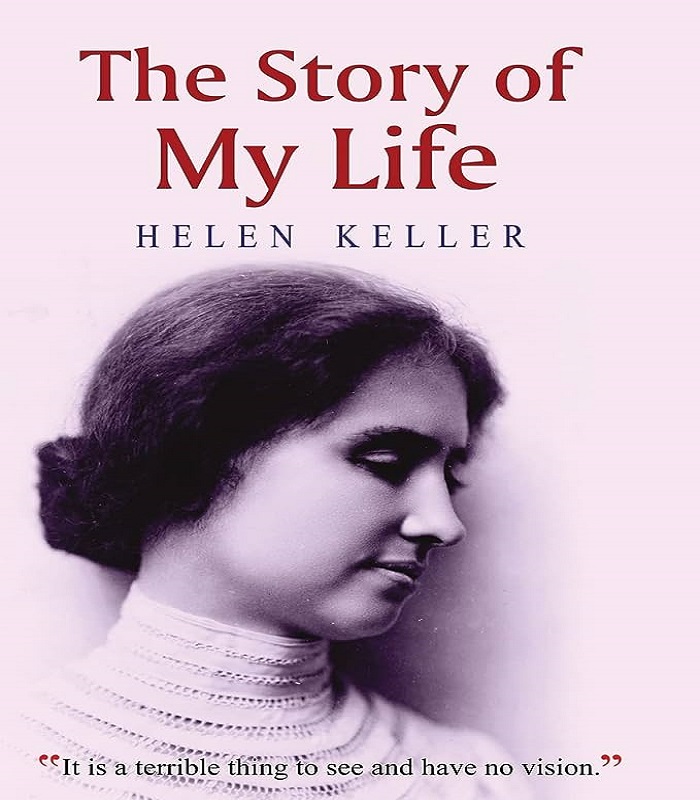 The Story of
My Life
HELEN KELLER
“It is a terrible thing to see and have no vision.”